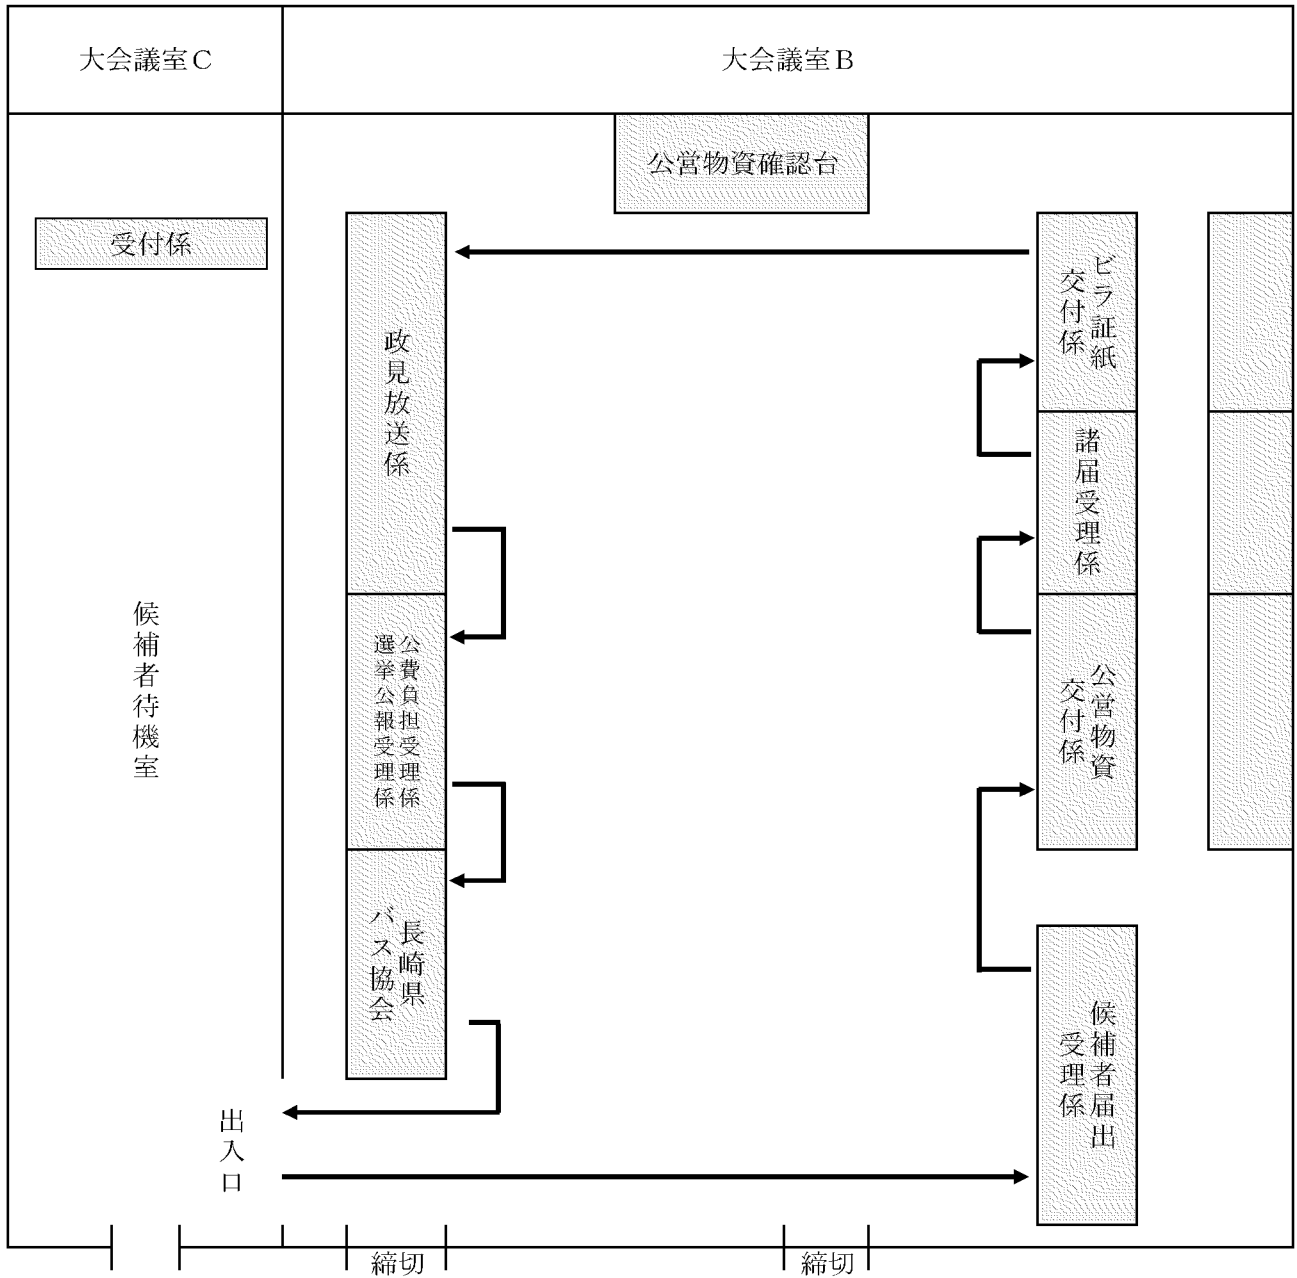 大会議室C
大会議室B
公営物資確認台
受付係
ビラ証紙
交付係
政見放送係
諸届受理係
候補者待機室
公費負担受理係
選挙公報受理係
公営物資
交付係
長崎県
バス協会
候補者届出
受理係
出入口
締切
締切